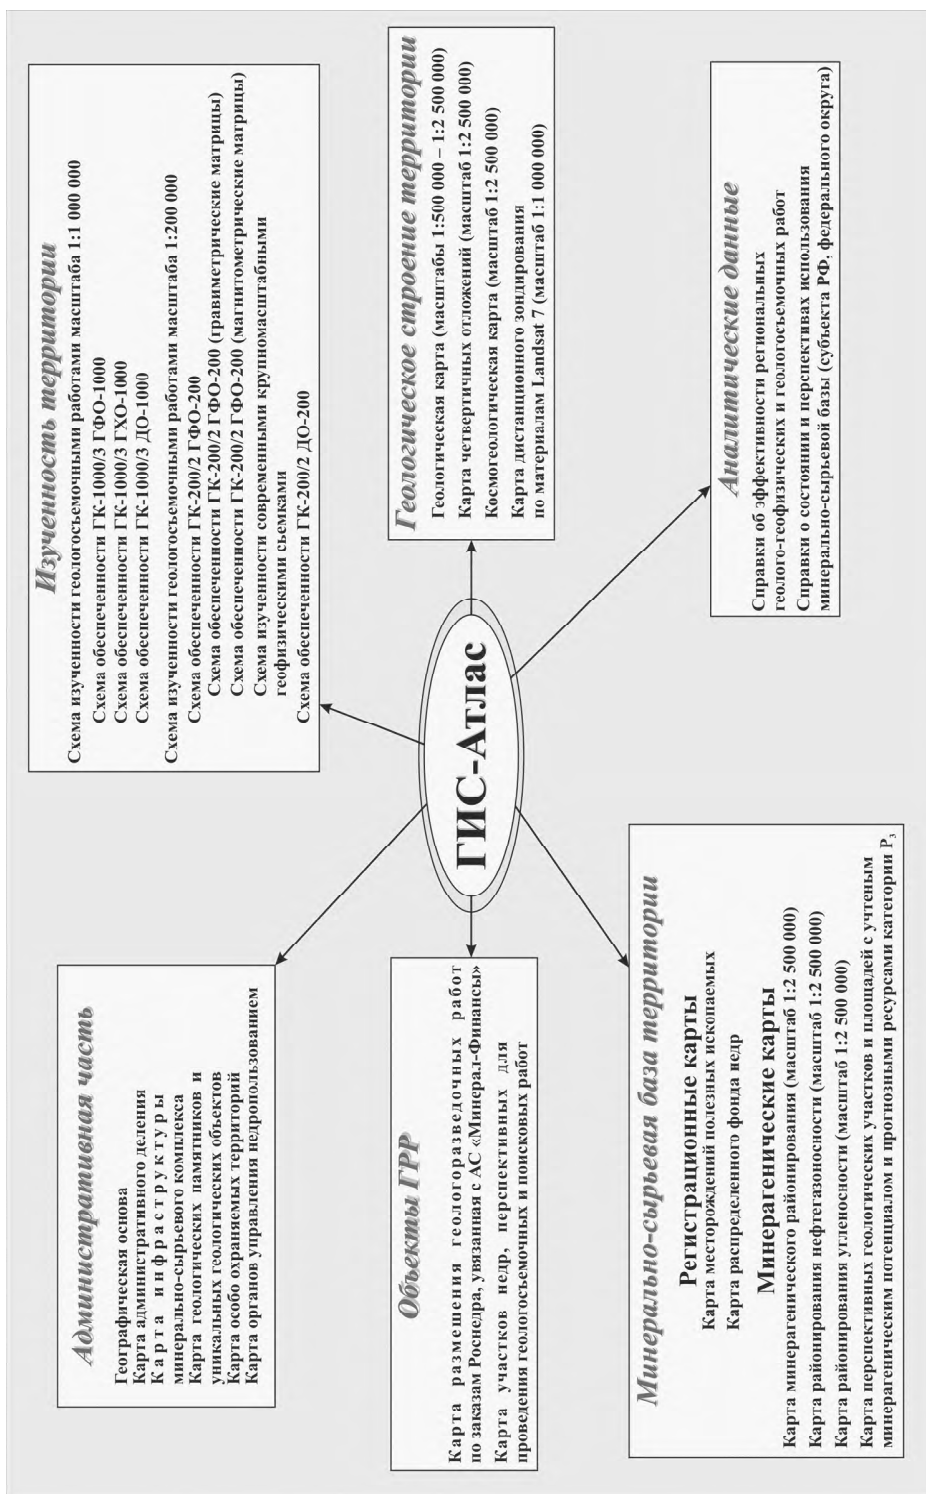 Административная часть
Географическая основа
Карта административного деления
Карта инфраструктуры
минерально-сырьевого комплекса
Карта геологических памятников и
уникальных геологических объектов
Карта особо охраняемых территорий
Карта органов управления недропользованием
Изученность территории
Схема изученности геологосъемочными работами масштаба 1:1 000 000
Схема обеспеченности ГК-1000/3 ГФО-1000
Схема обеспеченности ГК-1000/3 ГХО-1000
Схема обеспеченности ГК-1000/3 ДО-1000
Схема изученности геологосъемочными работами масштаба 1:200 000
Схема обеспеченности ГК-200/2 ГФО-200
Схема обеспеченности ГК-200/2 ГФО-200 (гравиметрические матрицы)
Схема обеспеченности ГК-200/2 ГФО-200 (магнитометрические матрицы)
Схема изученности современными крупномасштабными
геофизическими съемками
Схема обеспеченности ГК-200/2 ДО-200
Объекты ГРР
Карта размешения геологоразведочных работ
по заказам Роснедра, увязанная с АС «Минерал-Финансы»
Карта участков недр, перспективных для
проведения геологосъемочных и поисковых работ
ГИС-Атлас
Геологическое строение территории
Геологическая карта (масштабы 1:500 000 – 1:2 500 000)
Карта четвертичных отложений (масштаб 1:2 500 000)
Космогеологическая карта (масштаб 1:2 500 000)
Карта дистанционного зондирования
по материалам Landsat 7 (масштаб 1:1 000 000)
Минерально-сырьевая база территории
Регистрационные карты
Карта месторождений полезных ископаемых
Карта распределенного фонда недр
Минерагенические карты
Карта минерагенического районирования (масштаб 1:2 500 000)
Карта районирования нефтегазоносности (масштаб 1:2 500 000)
Карта районирования угленосности (масштаб 1:2 500 000)
Карта перспективных геологических участков и площадей с учтеным
минерагеническим потенциалом и прогнозными ресурсами категории P₃
Аналитические данные
Справки об эффективности региональных
геолого-геофизических и геологосъемочных работ
Справки о состоянии и перспективах использования
минерально-сырьевой базы (субъекта РФ, федерального округа)